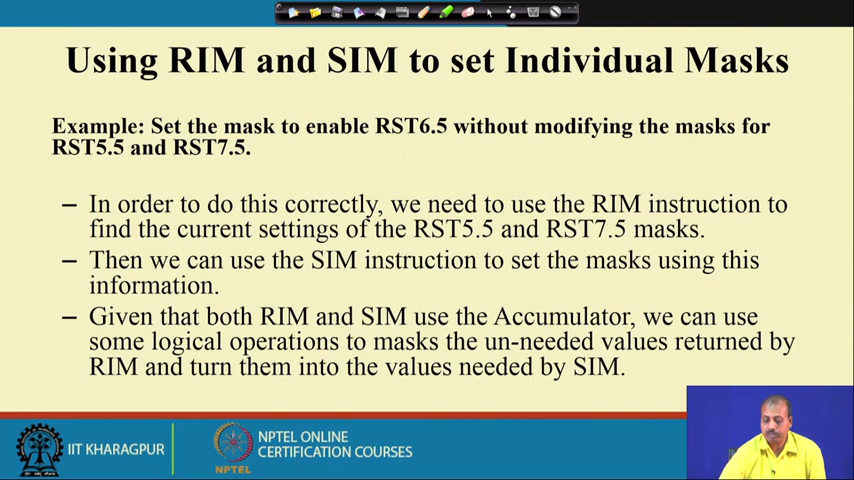 Using RIM and SIM to set Individual Masks
Example: Set the mask to enable RST6.5 without modifying the masks for
RST5.5 and RST7.5.
– In order to do this correctly, we need to use the RIM instruction to
find the current settings of the RST5.5 and RST7.5 masks.
– Then we can use the SIM instruction to set the masks using this
information.
– Given that both RIM and SIM use the Accumulator, we can use
some logical operations to masks the un-needed values returned by
RIM and turn them into the values needed by SIM.
IIT KHARAGPUR
NPTEL
NPTEL ONLINE
CERTIFICATION COURSES